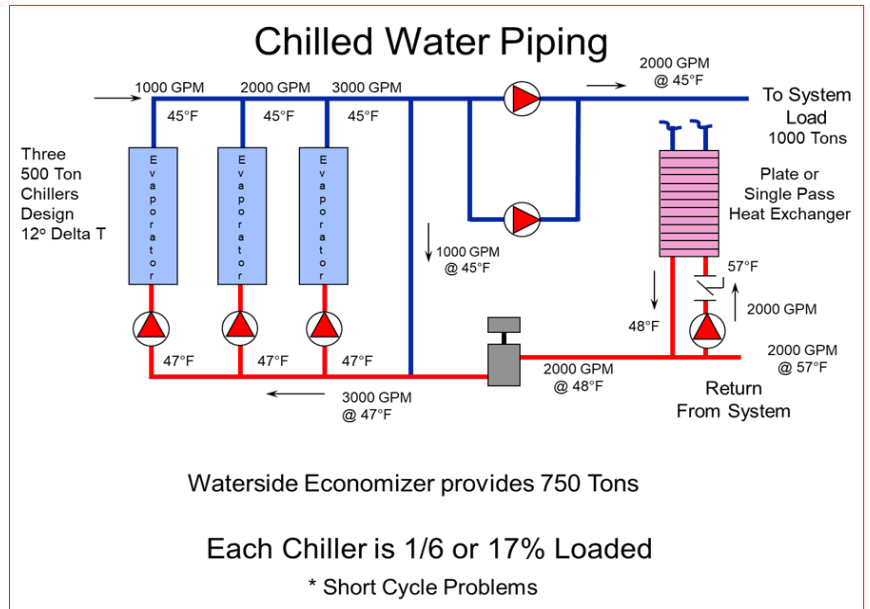 Chilled Water Piping
1000 GPM
2000 GPM
3000 GPM
2000 GPM
@ 45°F
45°F
45°F
45°F
To System
Load
1000 Tons
Three
500 Ton
Chillers
Design
12º Delta T
Evaporator
Evaporator
Evaporator
Plate or
Single Pass
Heat Exchanger
1000 GPM
@ 45°F
57°F
48°F
2000 GPM
47°F
47°F
47°F
2000 GPM
@ 48°F
2000 GPM
@ 57°F
3000 GPM
@ 47°F
Return
From System
Waterside Economizer provides 750 Tons
Each Chiller is 1/6 or 17% Loaded
* Short Cycle Problems